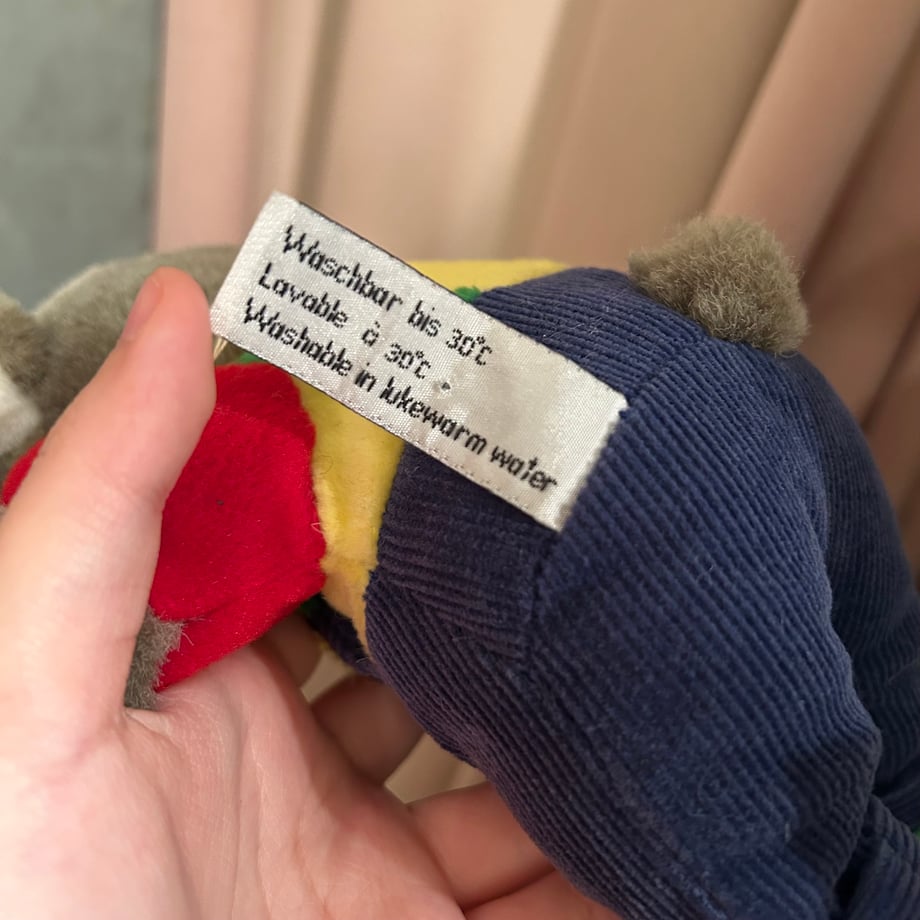 Waschbar bis 30°C
Lavable à 30°C
Washable in lukewarm water